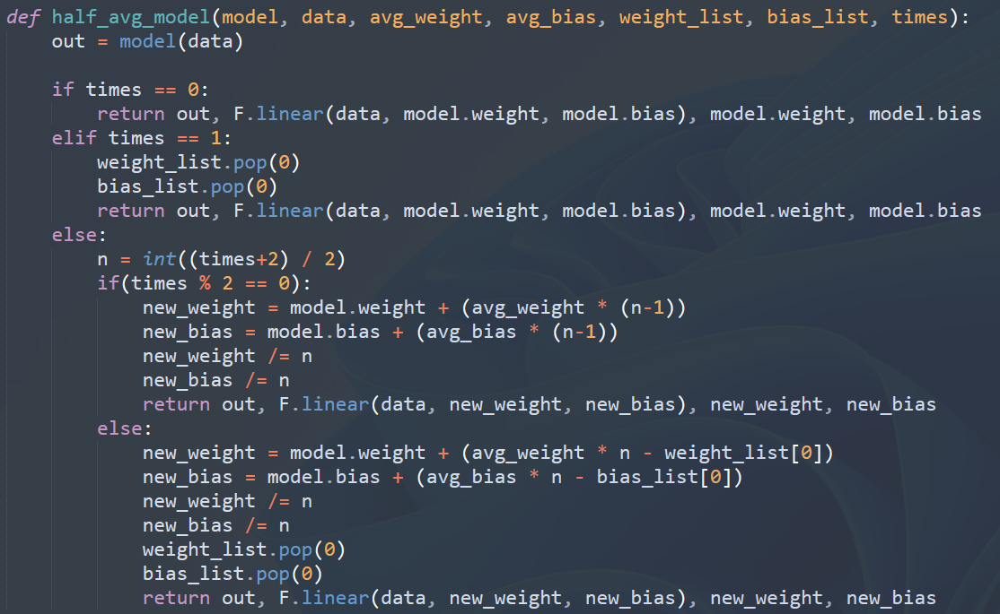 def half_avg_model(model, data, avg_weight, avg_bias, weight_list, bias_list, times):
    out = model(data)

    if times == 0:
        return out, F.linear(data, model.weight, model.bias), model.weight, model.bias
    elif times == 1:
        weight_list.pop(0)
        bias_list.pop(0)
        return out, F.linear(data, model.weight, model.bias), model.weight, model.bias
    else:
        n = int((times+2) / 2)
        if(times % 2 == 0):
            new_weight = model.weight + (avg_weight * (n-1))
            new_bias = model.bias + (avg_bias * (n-1))
            new_weight /= n
            new_bias /= n
            return out, F.linear(data, new_weight, new_bias), new_weight, new_bias
        else:
            new_weight = model.weight + (avg_weight * n - weight_list[0])
            new_bias = model.bias + (avg_bias * n - bias_list[0])
            new_weight /= n
            new_bias /= n
            weight_list.pop(0)
            bias_list.pop(0)
            return out, F.linear(data, new_weight, new_bias), new_weight, new_bias